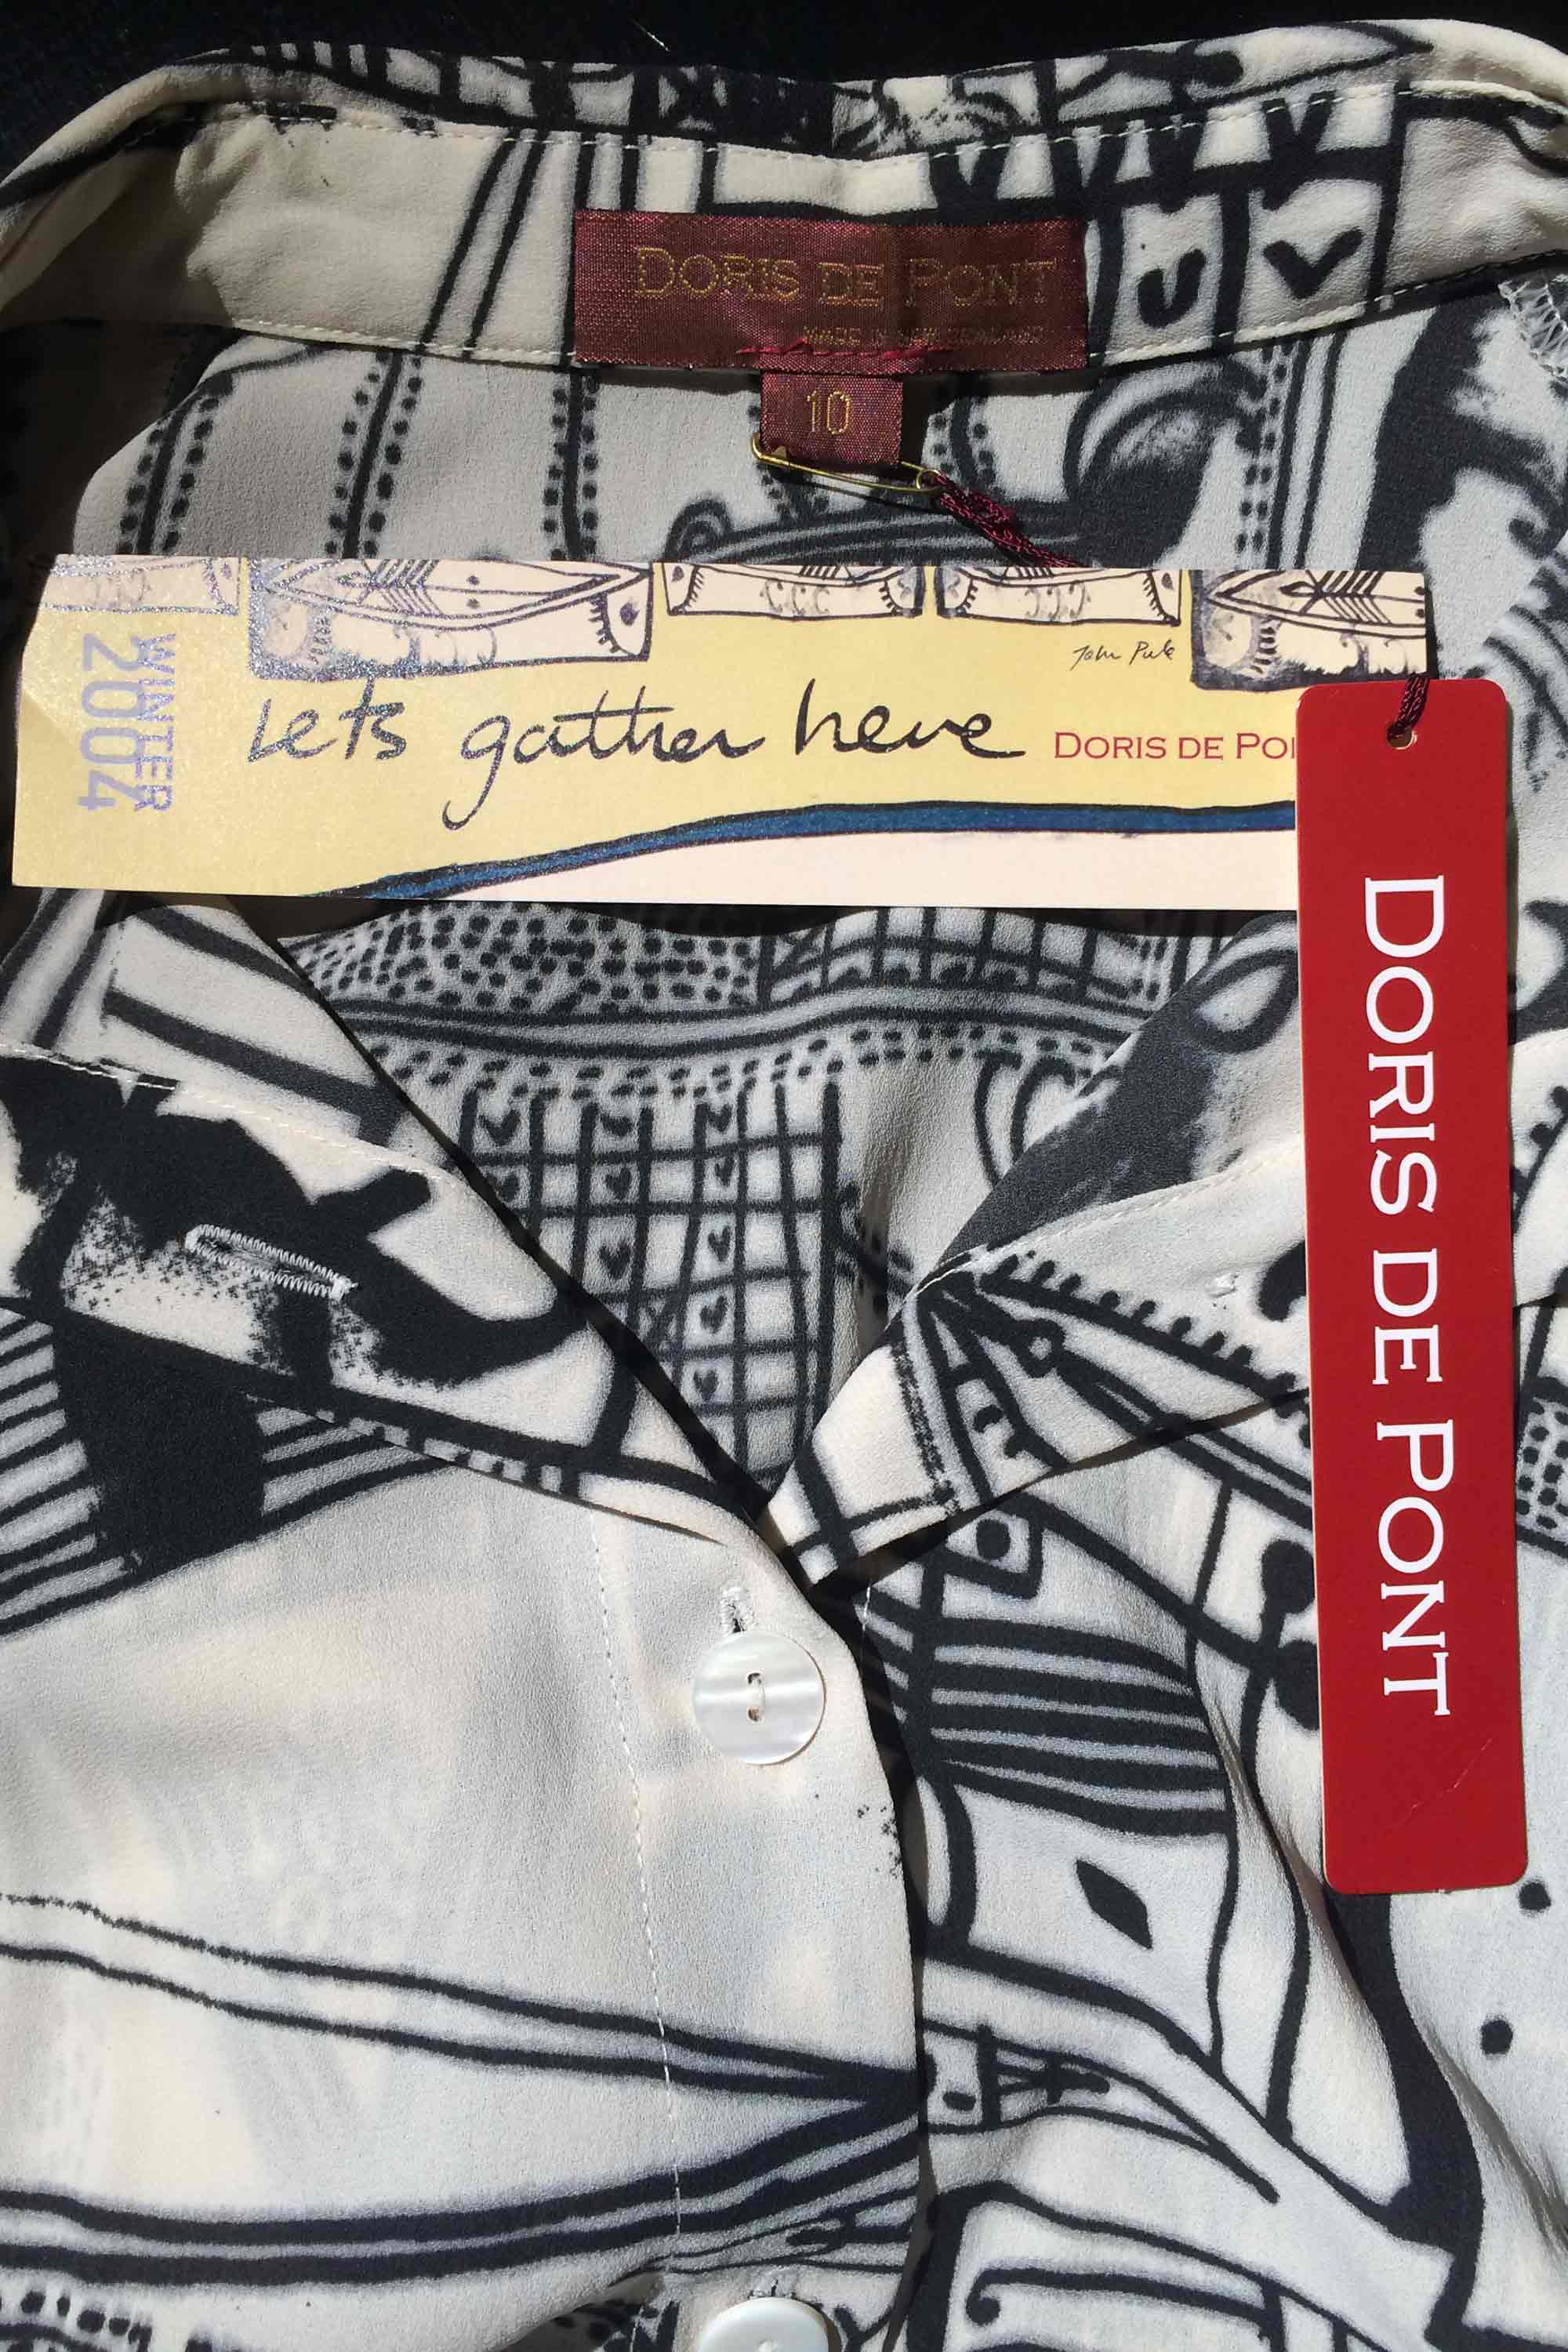 DORIS DE PONT
MADE IN NEW ZEALAND
10
WINTER
2004
John Pule
Lets gather here
DORIS DE PO
DORIS DE PONT